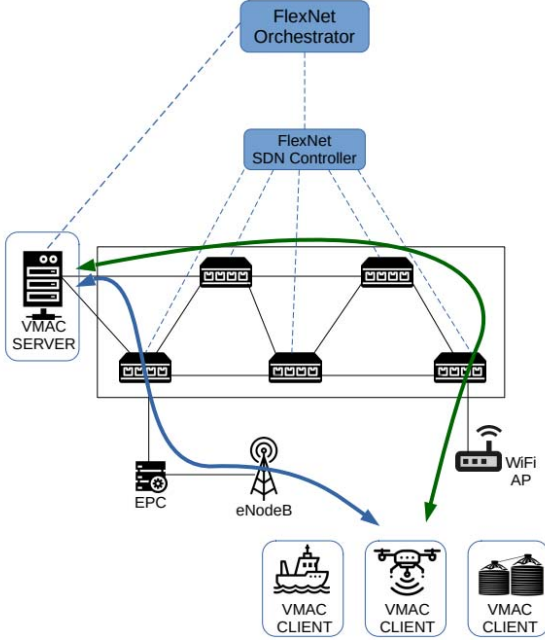 FlexNet
Orchestrator
FlexNet
SDN Controller
VMAC
SERVER
EPC
eNodeB
WiFi
AP
VMAC
CLIENT
VMAC
CLIENT
VMAC
CLIENT